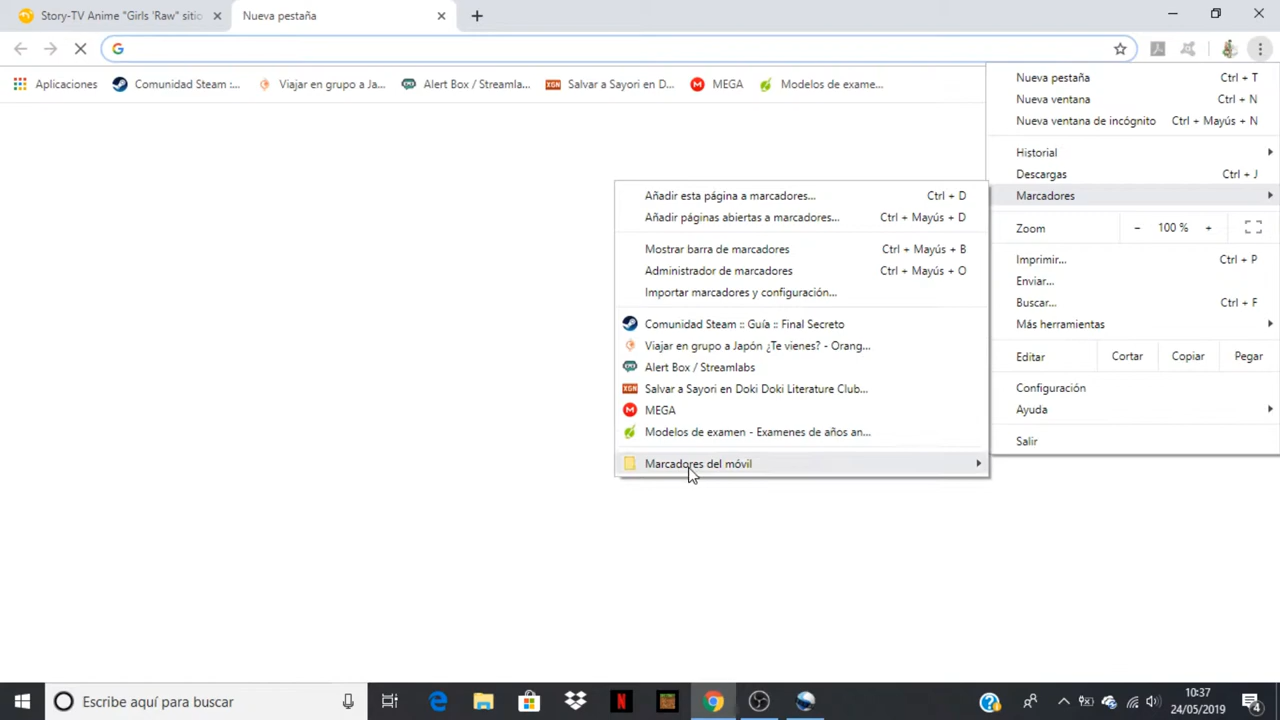 Story-TV Anime "Girls 'Raw" sitio
Nueva pestaña
Aplicaciones
Comunidad Steam :...
Viajar en grupo a Ja...
Alert Box / Streamla...
Salvar a Sayori en D...
MEGA
Modelos de exame...
Nueva pestaña Ctrl + T
Nueva ventana Ctrl + N
Nueva ventana de incógnito Ctrl + Mayús + N
Historial
Descargas Ctrl + J
Marcadores
Zoom - 100 % +
Imprimir... Ctrl + P
Enviar...
Buscar... Ctrl + F
Más herramientas
Editar Cortar Copiar Pegar
Configuración
Ayuda
Salir
Añadir esta página a marcadores... Ctrl + D
Añadir páginas abiertas a marcadores... Ctrl + Mayús + D
Mostrar barra de marcadores Ctrl + Mayús + B
Administrador de marcadores Ctrl + Mayús + O
Importar marcadores y configuración...
Comunidad Steam :: Guía :: Final Secreto
Viajar en grupo a Japón ¿Te vienes? - Orang...
Alert Box / Streamlabs
Salvar a Sayori en Doki Doki Literature Club...
MEGA
Modelos de examen - Examenes de años an...
Marcadores del móvil
Escribe aquí para buscar
10:37
24/05/2019
4